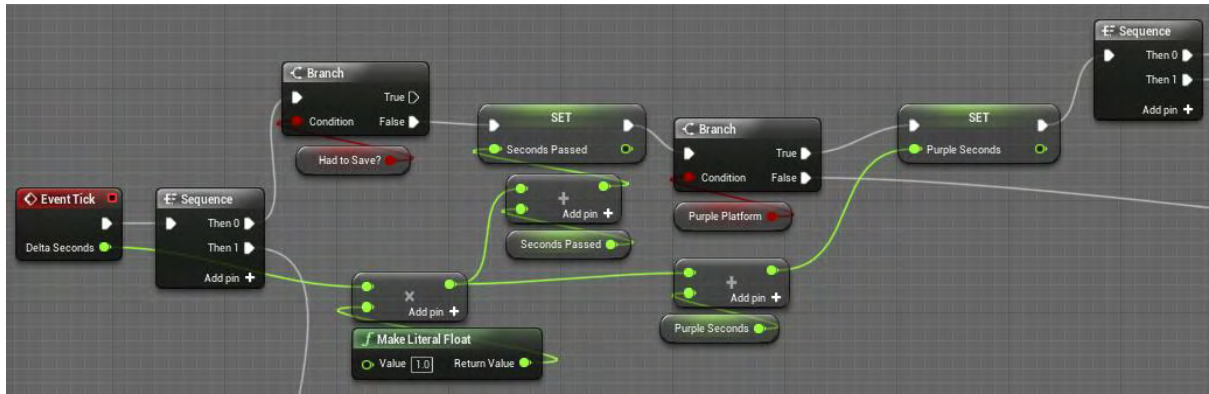 Sequence
Then 0
Then 1
Add pin +
Branch
True
Condition
False
Had to Save?
SET
Seconds Passed
+
Add pin +
Seconds Passed
Branch
True
Condition
False
Purple Platform
SET
Purple Seconds
Event Tick
Delta Seconds
Sequence
Then 0
Then 1
Add pin +
×
Add pin +
f Make Literal Float
Value 1.0 Return Value
+
Add pin +
Purple Seconds